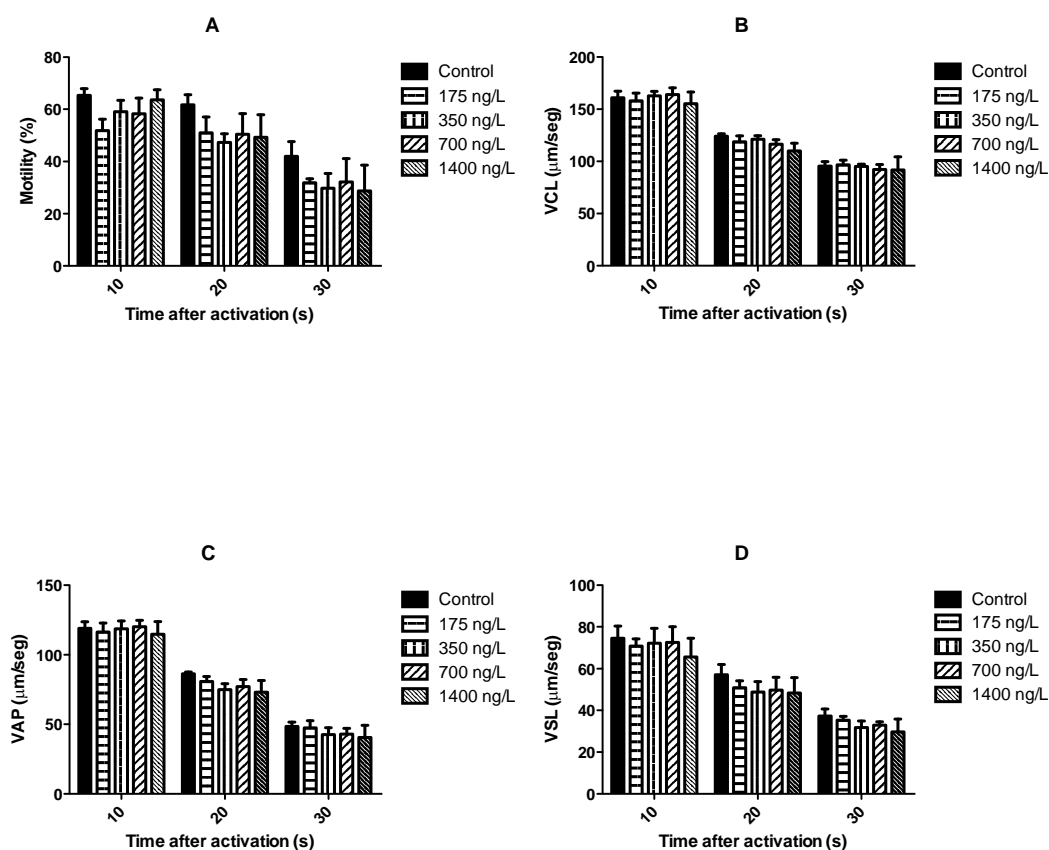 A
80
60
40
20
0
Motility (%)
10
20
30
Time after activation (s)
Control
175 ng/L
350 ng/L
700 ng/L
1400 ng/L
B
200
150
100
50
0
VCL (μm/seg)
10
20
30
Time after activation (s)
Control
175 ng/L
350 ng/L
700 ng/L
1400 ng/L
C
150
100
50
0
VAP (μm/seg)
10
20
30
Time after activation (s)
Control
175 ng/L
350 ng/L
700 ng/L
1400 ng/L
D
100
80
60
40
20
0
VSL (μm/seg)
10
20
30
Time after activation (s)
Control
175 ng/L
350 ng/L
700 ng/L
1400 ng/L